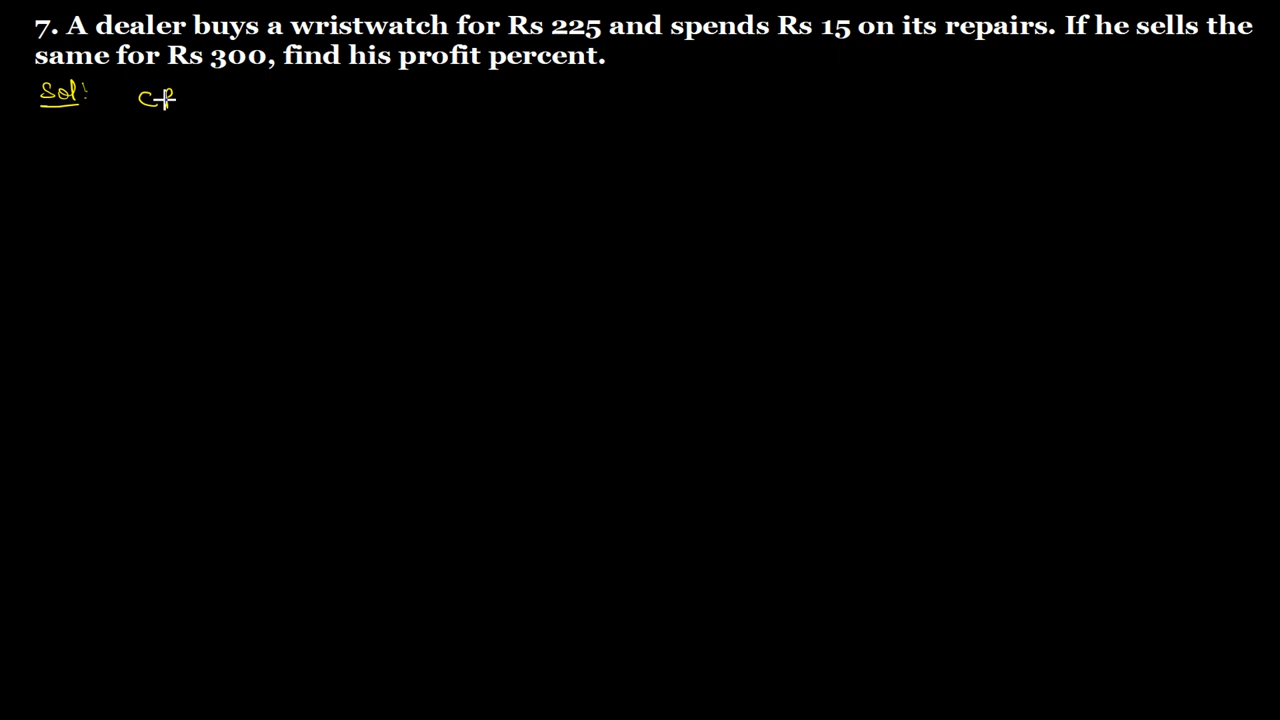 7. A dealer buys a wristwatch for Rs 225 and spends Rs 15 on its repairs. If he sells the
same for Rs 300, find his profit percent.
Sol: CP